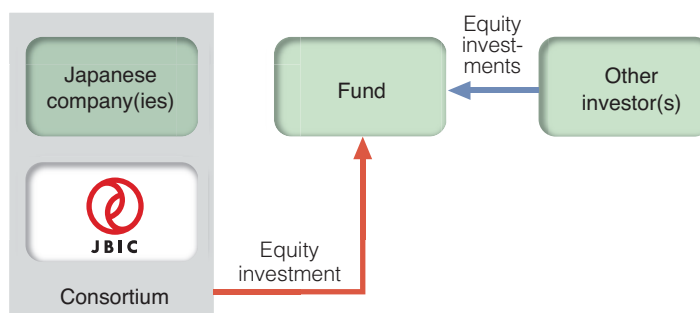 Japanese
company(ies)
JBIC
Consortium
Equity
investment
Fund
Equity
invest-
ments
Other
investor(s)